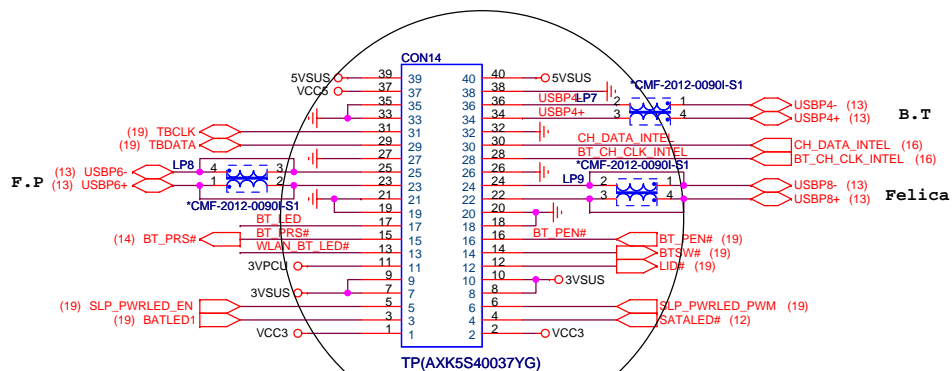 CON14
5VSUS 39 39 40 40 5VSUS *CMF-2012-0090I-S1
VCC5 37 37 38 38
35 35 36 36 USBP4- LP7 2 1 USBP4- (13)
33 33 34 34 USBP4+ 3 4 USBP4+ (13) B.T
(19) TBCLK 31 31 32 32
(19) TBDATA 29 29 30 30 CH_DATA_INTEL CH_DATA_INTEL (16)
27 27 28 28 BT_CH_CLK_INTEL BT_CH_CLK_INTEL (16)
F.P (13) USBP6- LP8 4 3 25 25 26 26 *CMF-2012-0090I-S1
(13) USBP6+ 1 2 23 23 24 24 LP9 2 1 USBP8- (13) Felica
*CMF-2012-0090I-S1 21 21 22 22 3 4 USBP8+ (13)
19 19 20 20
BT_LED 17 17 18 18
(14) BT_PRS# BT_PRS# 15 15 16 16 BT_PEN# BT_PEN# (19)
WLAN_BT_LED# 13 13 14 14 BTSW# (19)
3VPCU 11 11 12 12 LID# (19)
9 9 10 10 3VSUS
3VSUS 7 7 8 8
(19) SLP_PWRLED_EN 5 5 6 6 SLP_PWRLED_PWM (19)
(19) BATLED1 3 3 4 4 SATALED# (12)
VCC3 1 1 2 2 VCC3
TP(AXK5S40037YG)